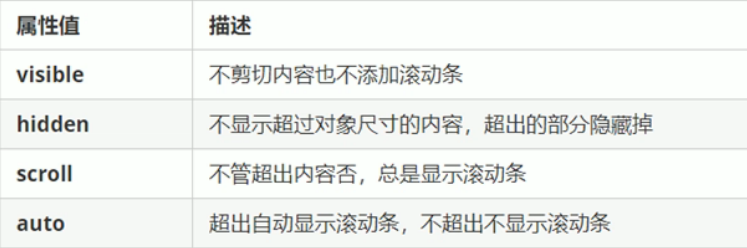 属性值 描述
visible 不剪切内容也不添加滚动条
hidden 不显示超过对象尺寸的内容，超出的部分隐藏掉
scroll 不管超出内容否，总是显示滚动条
auto 超出自动显示滚动条，不超出不显示滚动条